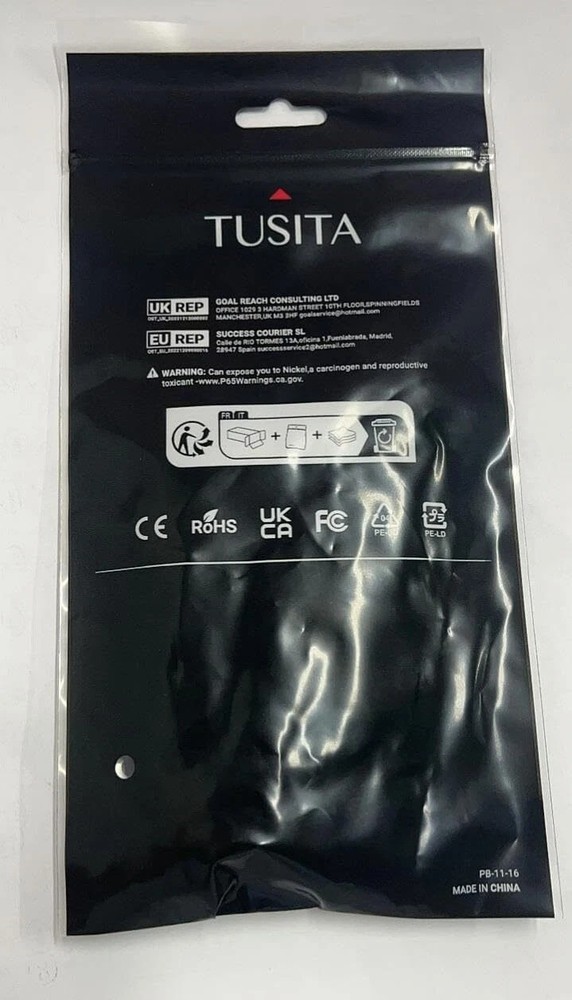 TUSITA
UK REP
GOAL REACH CONSULTING LTD
OFFICE 1029 3 HARDMAN STREET 10TH FLOOR,SPINNINGFIELDS
MANCHESTER,UK M3 3HF goalservice@hotmail.com
EU REP
SUCCESS COURIER SL
Calle de RIO TORMES 13A,oficina 1,Fuenlabrada, Madrid,
28947 Spain successservice2@hotmail.com
WARNING: Can expose you to Nickel,a carcinogen and reproductive
toxicant -www.P65Warnings.ca.gov.
FR IT
+ +
CE RoHS UK CA FC 04 PE-LD
PB-11-16
MADE IN CHINA